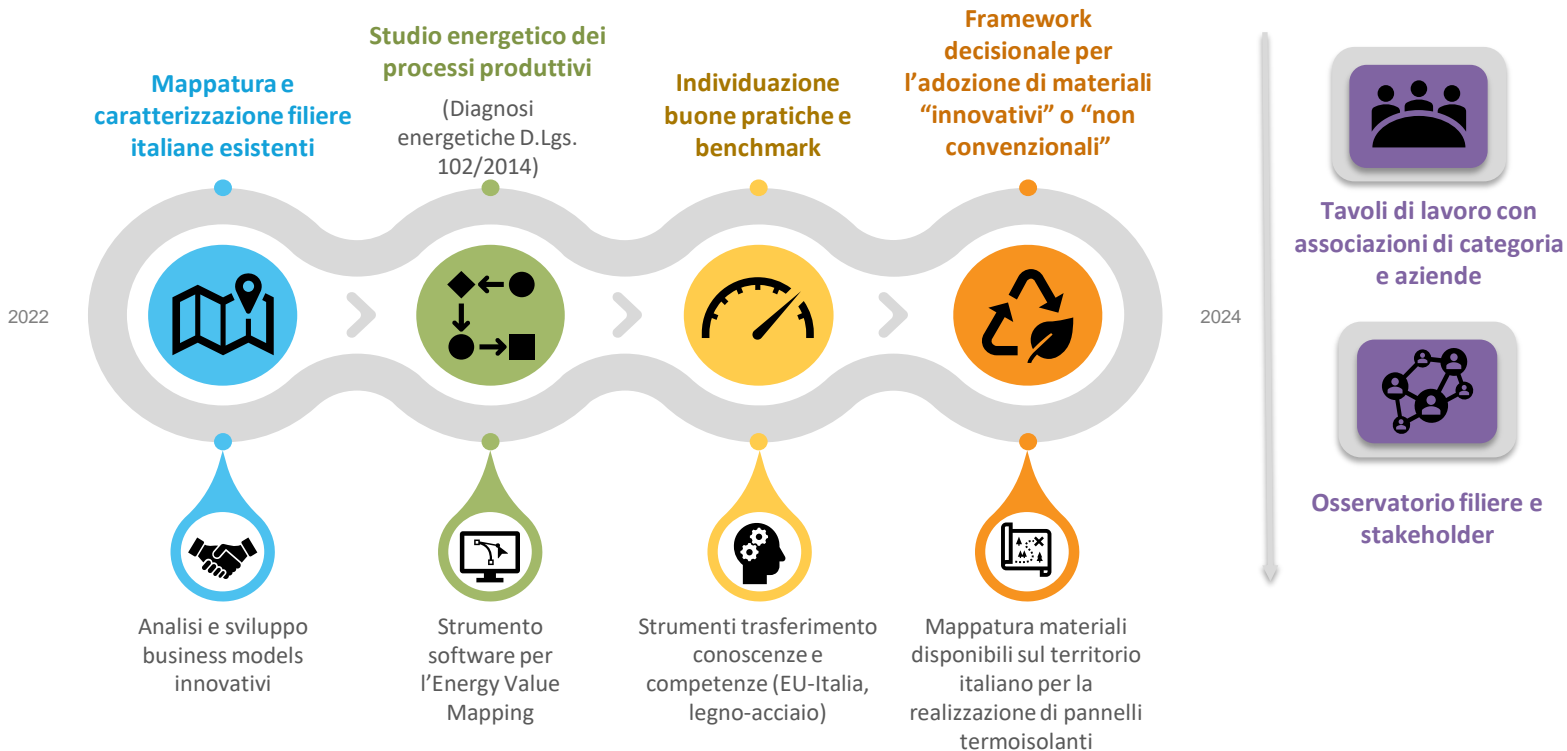 Mappatura e
caratterizzazione filiere
italiane esistenti
Studio energetico dei
processi produttivi
(Diagnosi
energetiche D.Lgs.
102/2014)
Individuazione
buone pratiche e
benchmark
Framework
decisionale per
l’adozione di materiali
“innovativi” o “non
convenzionali”
2022
2024
Analisi e sviluppo
business models
innovativi
Strumento
software per
l’Energy Value
Mapping
Strumenti trasferimento
conoscenze e
competenze (EU-Italia,
legno-acciaio)
Mappatura materiali
disponibili sul territorio
italiano per la
realizzazione di pannelli
termoisolanti
Tavoli di lavoro con
associazioni di categoria
e aziende
Osservatorio filiere e
stakeholder